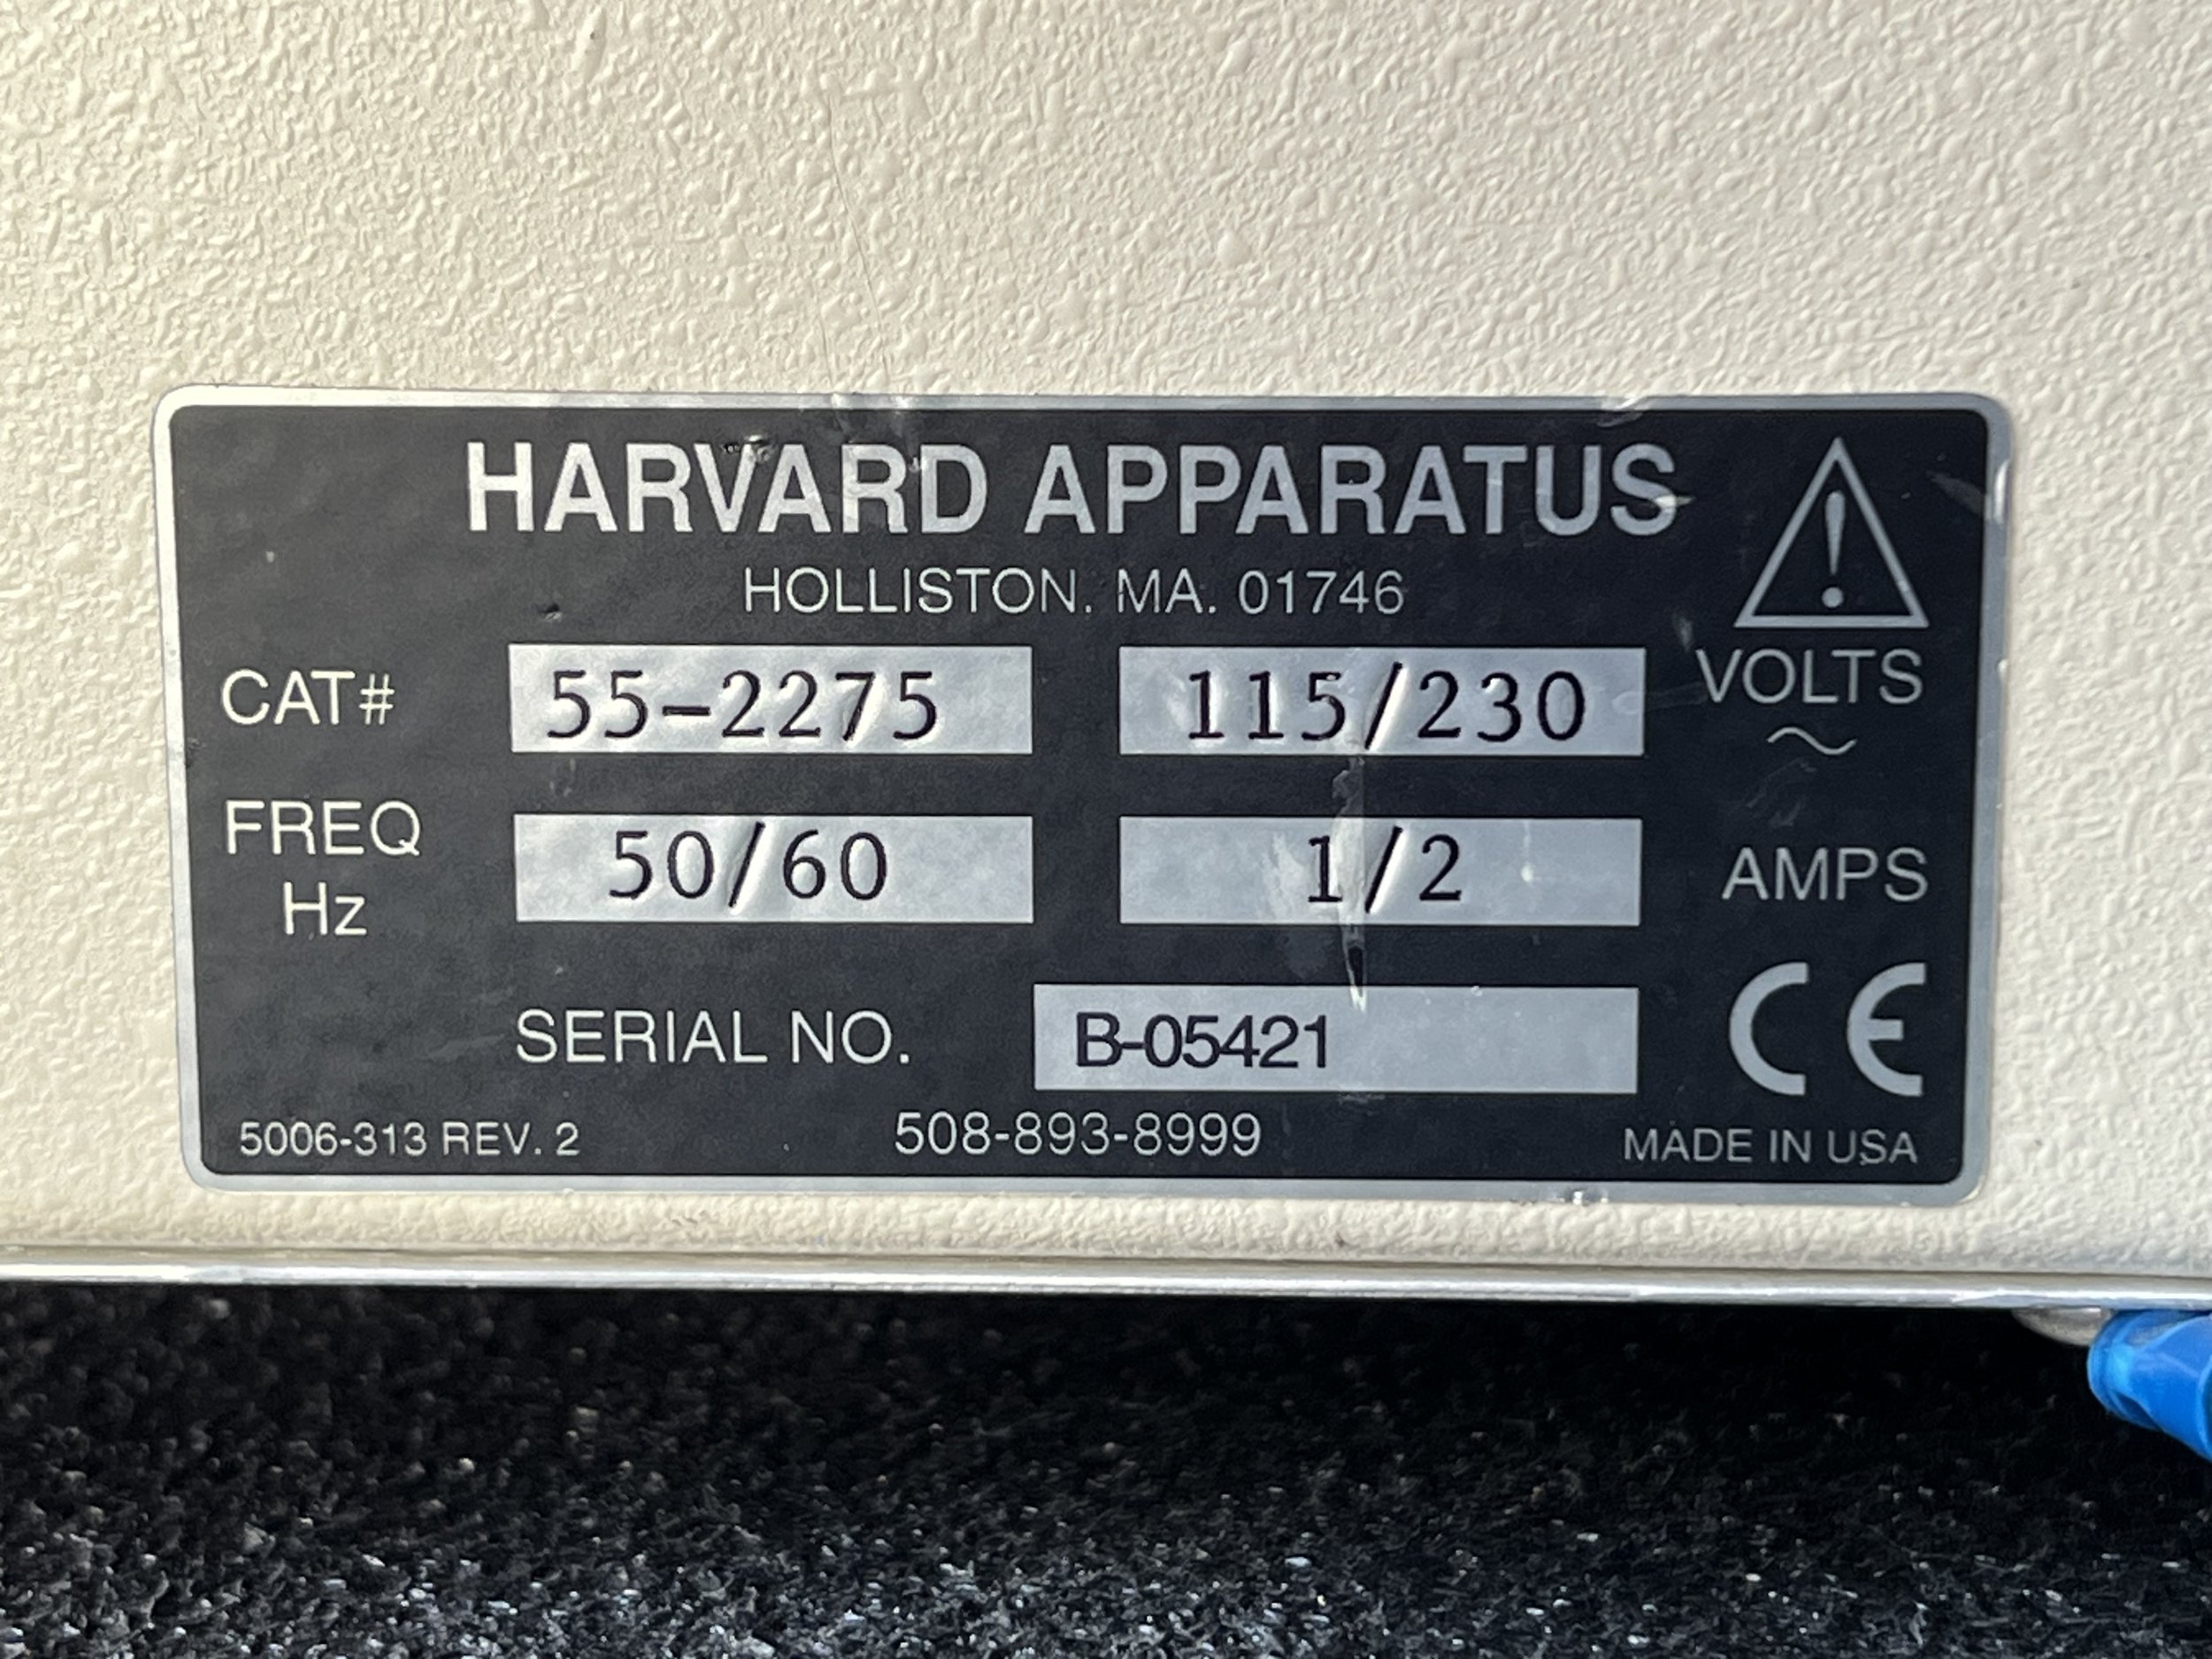 HARVARD APPARATUS
HOLLISTON. MA. 01746
CAT# 55-2275 115/230 VOLTS ~
FREQ Hz 50/60 1/2 AMPS
SERIAL NO. B-05421 CE
5006-313 REV. 2 508-893-8999 MADE IN USA